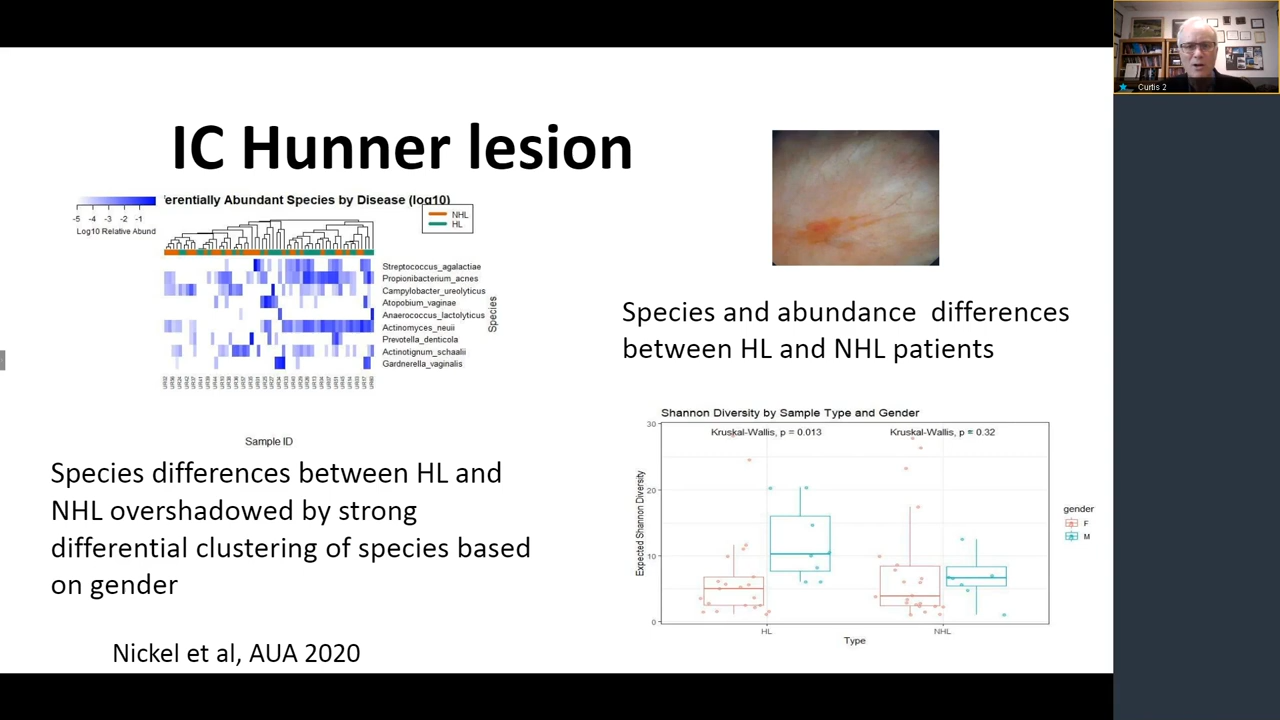 IC Hunner lesion
'erentially Abundant Species by Disease (log10)
-5 -4 -3 -2 -1
Log10 Relative Abund
NHL
HL
Streptococcus_agalactiae
Propionibacterium_acnes
Campylobacter_ureolyticus
Atopobium_vaginae
Anaerococcus_lactolyticus
Actinomyces_neuii
Prevotella_denticola
Actinotignum_schaalii
Gardnerella_vaginalis
Species
Sample ID
Species differences between HL and
NHL overshadowed by strong
differential clustering of species based
on gender
Nickel et al, AUA 2020
Species and abundance differences
between HL and NHL patients
Shannon Diversity by Sample Type and Gender
Kruskal-Wallis, p = 0.013
Kruskal-Wallis, p = 0.32
Expected Shannon Diversity
30
20
10
0
HL
NHL
Type
gender
F
M
Curtis 2